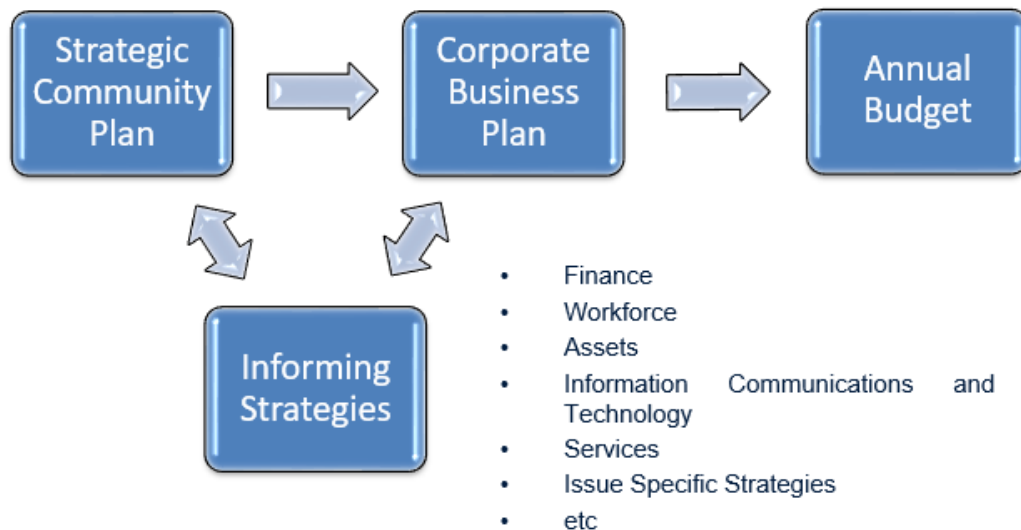 Strategic
Community
Plan
Corporate
Business
Plan
Annual
Budget
Informing
Strategies
• Finance
• Workforce
• Assets
• Information Communications and
Technology
• Services
• Issue Specific Strategies
• etc